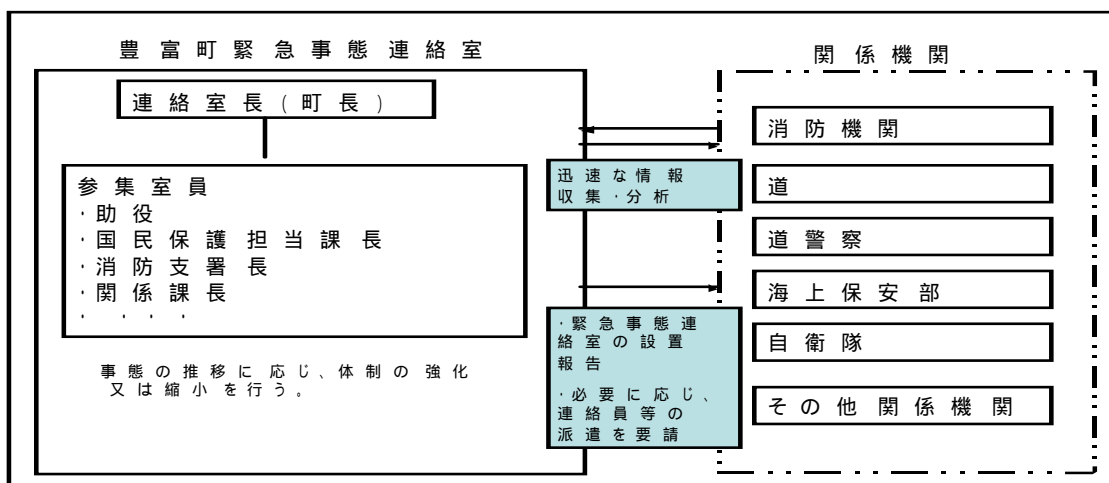 豊富町緊急事態連絡室
連絡室長(町長)
参集室員
・助役
・国民保護担当課長
・消防支署長
・関係課長
・・・・
事態の推移に応じ、体制の強化
又は縮小を行う。
迅速な情報
収集・分析
・緊急事態連
絡室の設置
報告
・必要に応じ、
連絡員等の
派遣を要請
関係機関
消防機関
道
道警察
海上保安部
自衛隊
その他関係機関